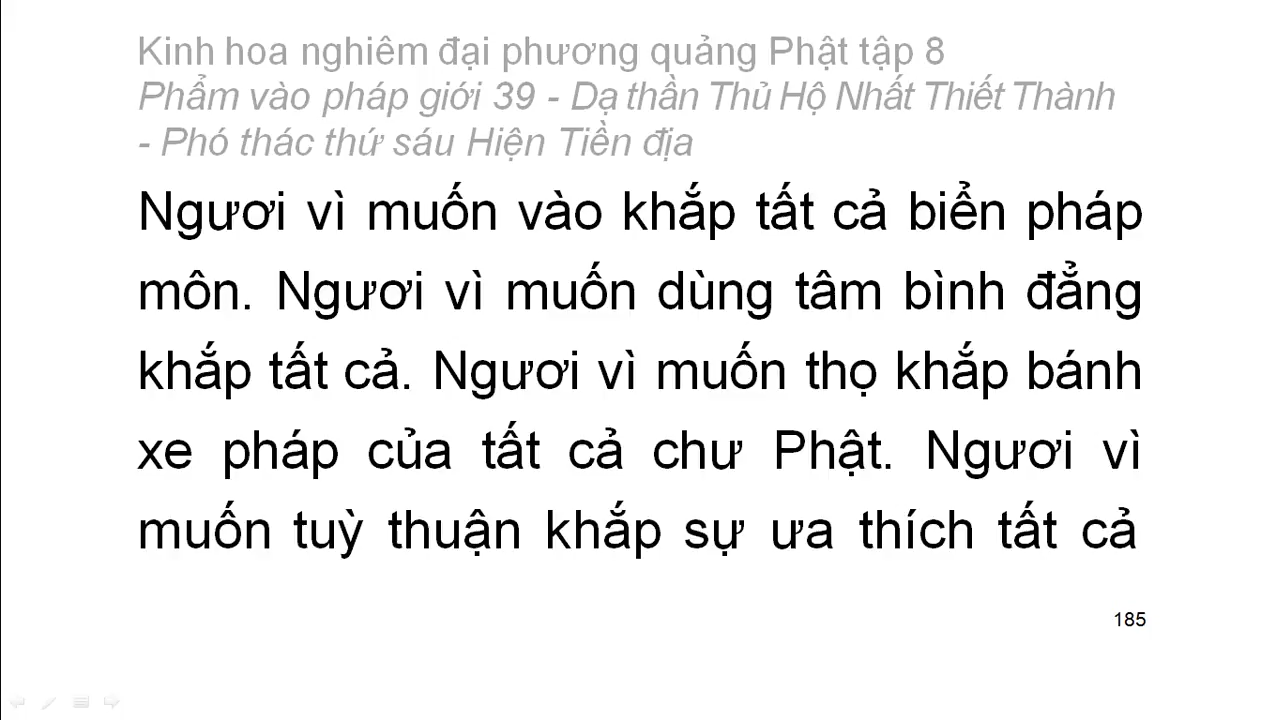 Kinh hoa nghiêm đại phương quảng Phật tập 8
Phẩm vào pháp giới 39 - Dạ thần Thủ Hộ Nhất Thiết Thành
- Phó thác thứ sáu Hiện Tiền địa
Ngươi vì muốn vào khắp tất cả biển pháp
môn. Ngươi vì muốn dùng tâm bình đẳng
khắp tất cả. Ngươi vì muốn thọ khắp bánh
xe pháp của tất cả chư Phật. Ngươi vì
muốn tuỳ thuận khắp sự ưa thích tất cả
185